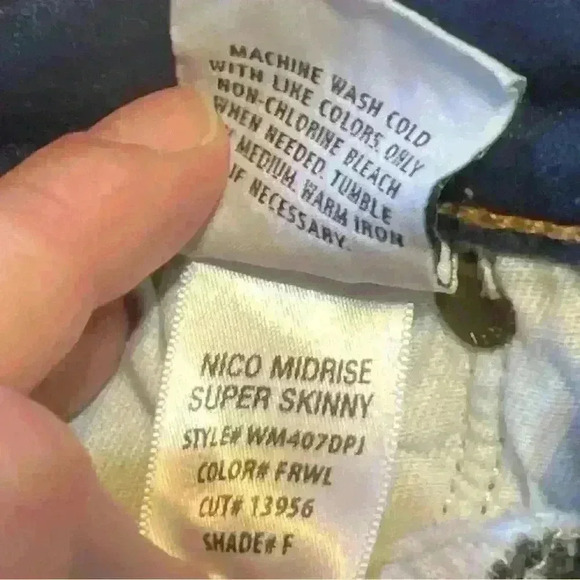 MACHINE WASH COLD
WITH LIKE COLORS ONLY
NON-CHLORINE BLEACH
WHEN NEEDED, TUMBLE
MEDIUM, WARM IRON
IF NECESSARY.
NICO MIDRISE
SUPER SKINNY
STYLE# WM407DPJ
COLOR# FRWL
CUT# 13956
SHADE# F